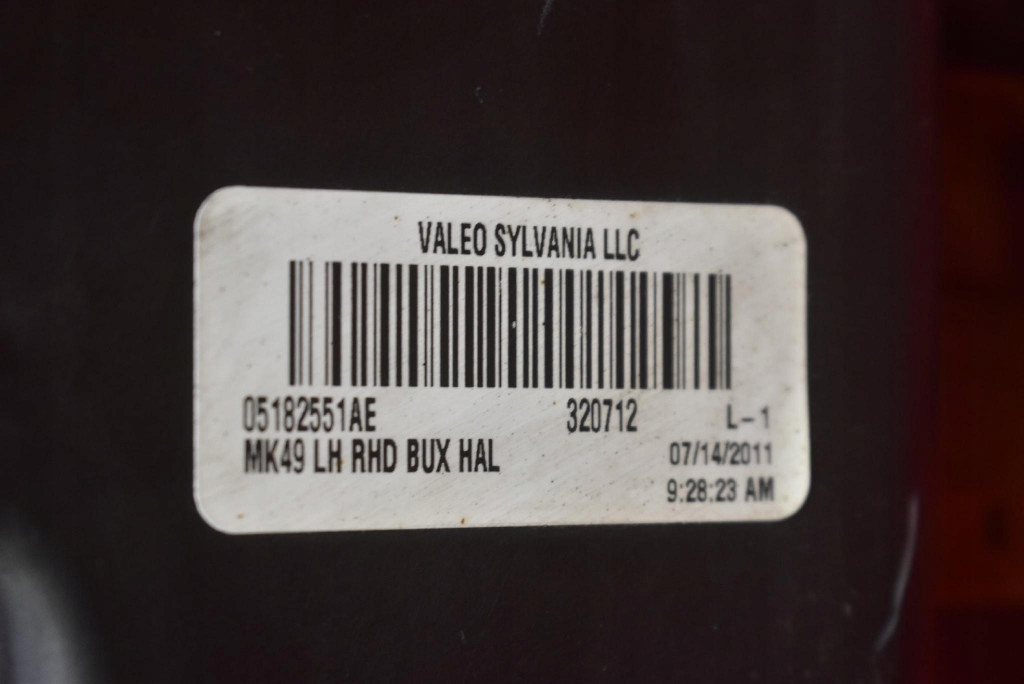 VALEO SYLVANIA LLC
05182551AE 320712 L-1
MK49 LH RHD BUX HAL 07/14/2011
9:28:23 AM